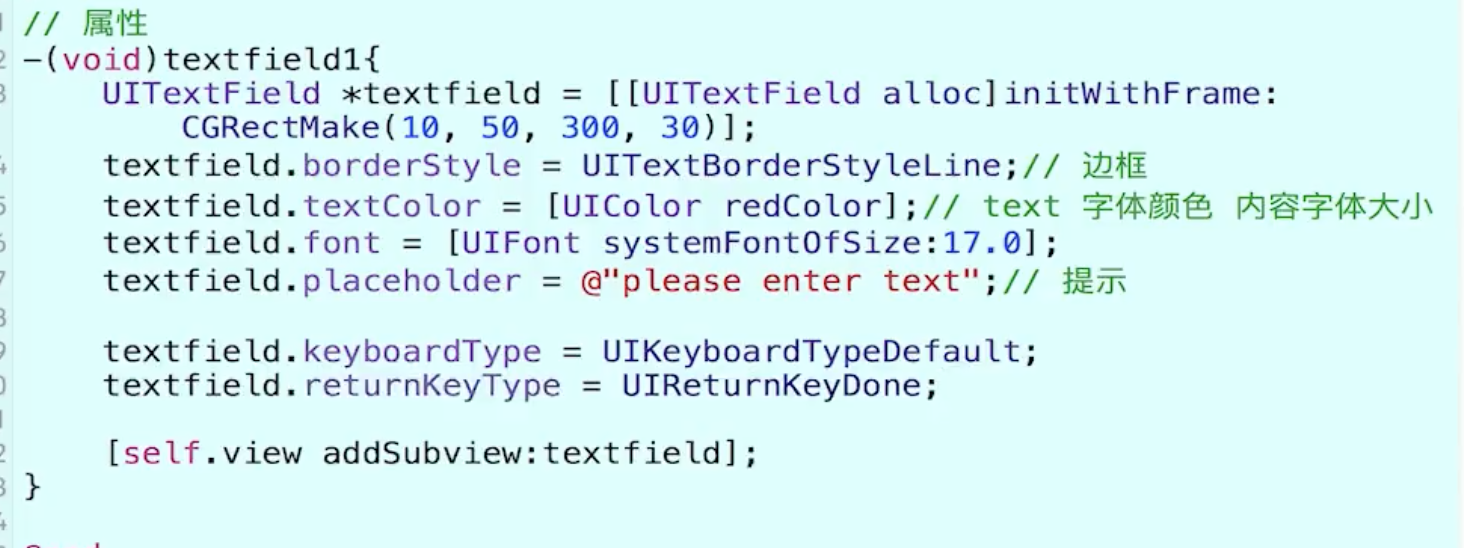 // 属性
-(void)textfield1{
UITextField *textfield = [[UITextField alloc]initWithFrame:
CGRectMake(10, 50, 300, 30)];
textfield.borderStyle = UITextBorderStyleLine;// 边框
textfield.textColor = [UIColor redColor];// text 字体颜色 内容字体大小
textfield.font = [UIFont systemFontOfSize:17.0];
textfield.placeholder = @"please enter text";// 提示
textfield.keyboardType = UIKeyboardTypeDefault;
textfield.returnKeyType = UIReturnKeyDone;
[self.view addSubview:textfield];
}